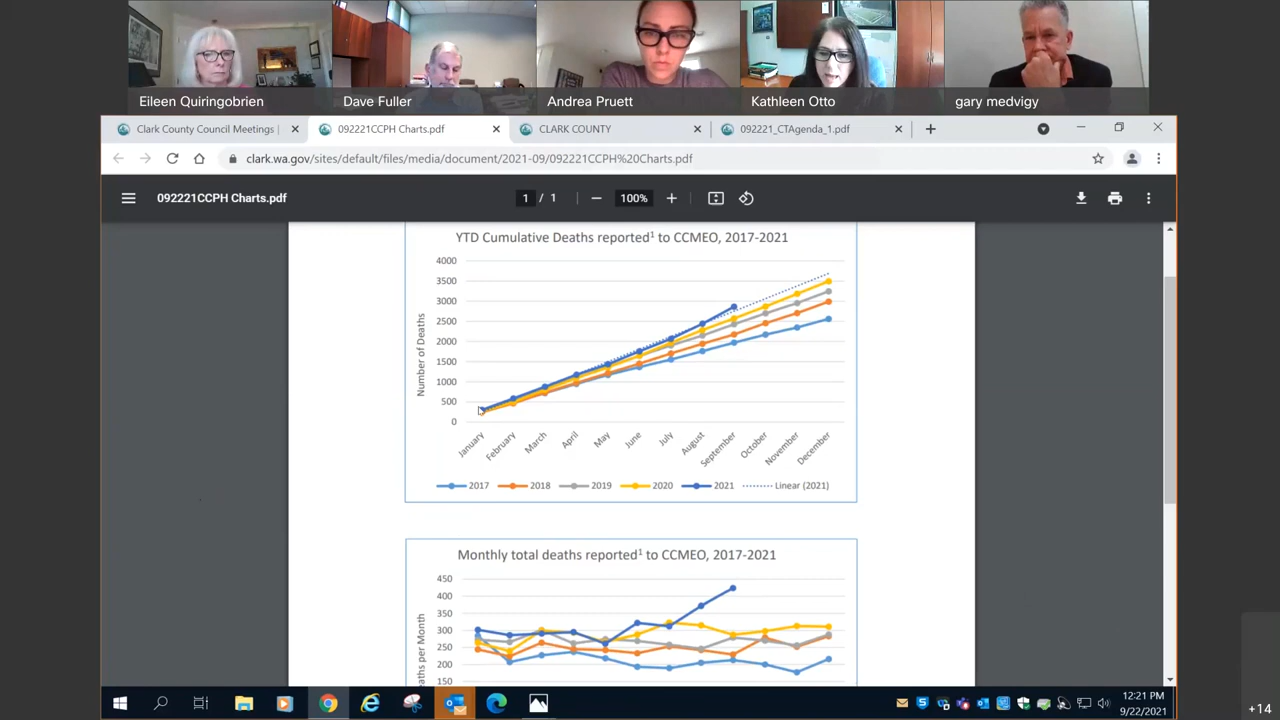 Eileen Quiringobrien
Dave Fuller
Andrea Pruett
Kathleen Otto
gary medvigy
Clark County Council Meetings |
092221CCPH Charts.pdf
CLARK COUNTY
092221_CTAgenda_1.pdf
clark.wa.gov/sites/default/files/media/document/2021-09/092221CCPH%20Charts.pdf
092221CCPH Charts.pdf
1 / 1
100%
YTD Cumulative Deaths reported¹ to CCMEO, 2017-2021
Number of Deaths
4000
3500
3000
2500
2000
1500
1000
500
0
January
February
March
April
May
June
July
August
September
October
November
December
2017 2018 2019 2020 2021 Linear (2021)
Monthly total deaths reported¹ to CCMEO, 2017-2021
eaths per Month
450
400
350
300
250
200
150
12:21 PM
9/22/2021
+14